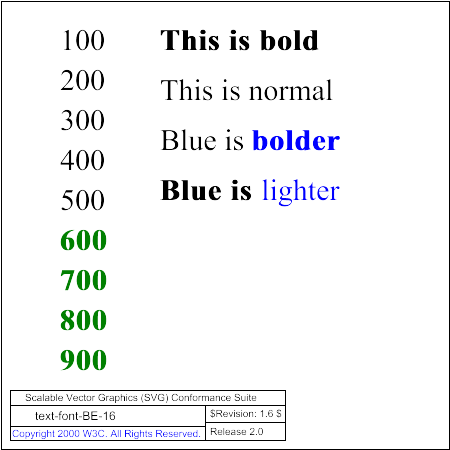 100
200
300
400
500
600
700
800
900
This is bold
This is normal
Blue is bolder
Blue is lighter
Scalable Vector Graphics (SVG) Conformance Suite
text-font-BE-16
$Revision: 1.6 $
Copyright 2000 W3C. All Rights Reserved.
Release 2.0